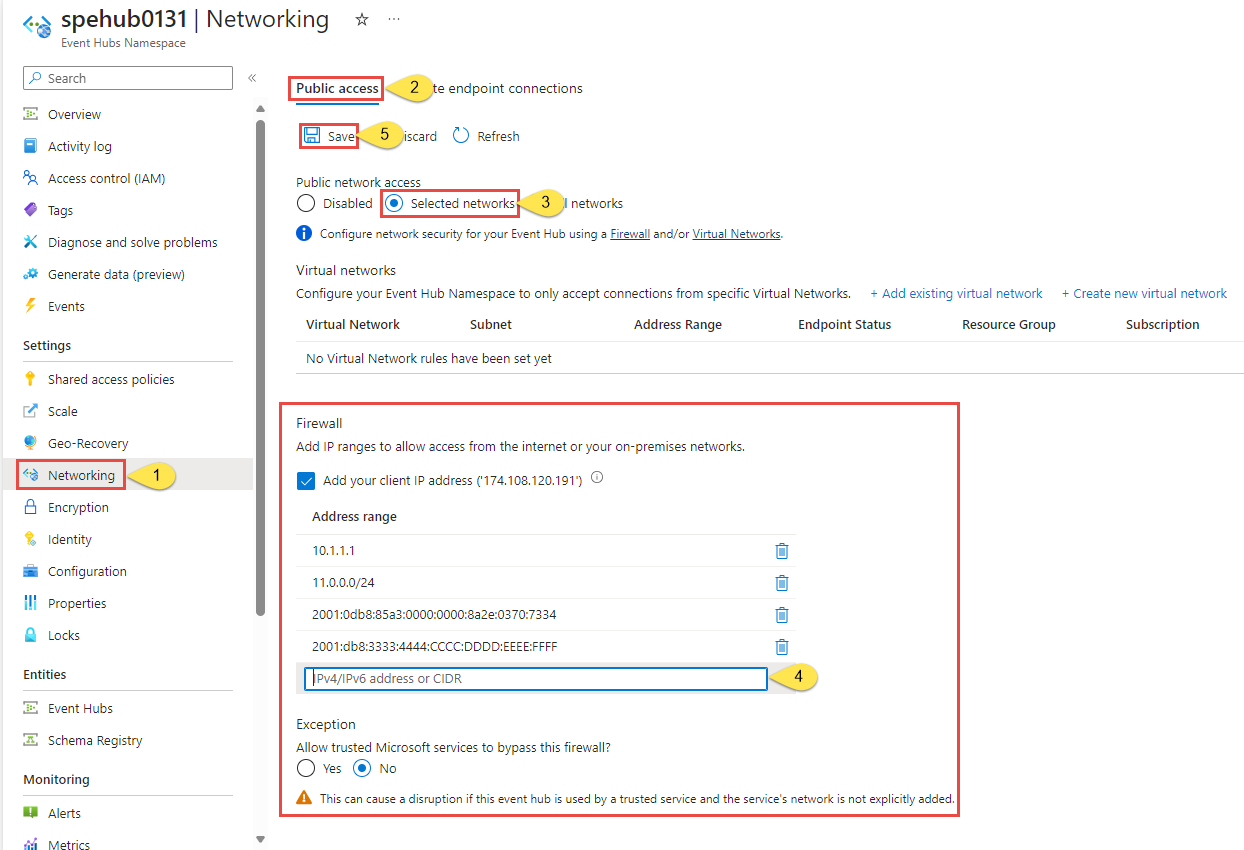 spehub0131 | Networking
Event Hubs Namespace
Search
Overview
Activity log
Access control (IAM)
Tags
Diagnose and solve problems
Generate data (preview)
Events
Settings
Shared access policies
Scale
Geo-Recovery
Networking
1
Encryption
Identity
Configuration
Properties
Locks
Entities
Event Hubs
Schema Registry
Monitoring
Alerts
Metrics
Public access 2 te endpoint connections
Save 5 iscard Refresh
Public network access
Disabled Selected networks 3 l networks
Configure network security for your Event Hub using a Firewall and/or Virtual Networks.
Virtual networks
Configure your Event Hub Namespace to only accept connections from specific Virtual Networks. + Add existing virtual network + Create new virtual network
Virtual Network Subnet Address Range Endpoint Status Resource Group Subscription
No Virtual Network rules have been set yet
Firewall
Add IP ranges to allow access from the internet or your on-premises networks.
Add your client IP address ('174.108.120.191')
Address range
10.1.1.1
11.0.0.0/24
2001:0db8:85a3:0000:0000:8a2e:0370:7334
2001:db8:3333:4444:CCCC:DDDD:EEEE:FFFF
IPv4/IPv6 address or CIDR 4
Exception
Allow trusted Microsoft services to bypass this firewall?
Yes No
This can cause a disruption if this event hub is used by a trusted service and the service's network is not explicitly added.